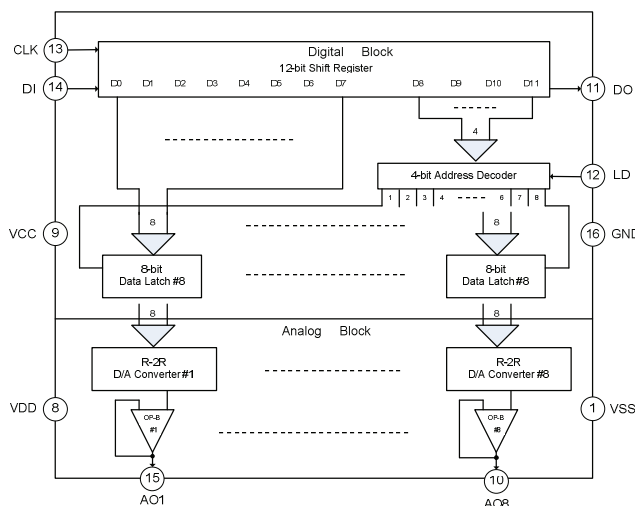 Digital Block
12-bit Shift Register
CLK 13
D0 D1 D2 D3 D4 D5 D6 D7 D8 D9 D10 D11
DI 14
11 DO
4
4-bit Address Decoder
12 LD
1 2 3 4 6 7 8
VCC 9
8
8
16 GND
8-bit
Data Latch #8
8-bit
Data Latch #8
8
8
Analog Block
R-2R
D/A Converter #1
R-2R
D/A Converter #8
VDD 8
OP-B
#1
OP-B
#8
1 VSS
15
10
AO1
AO8